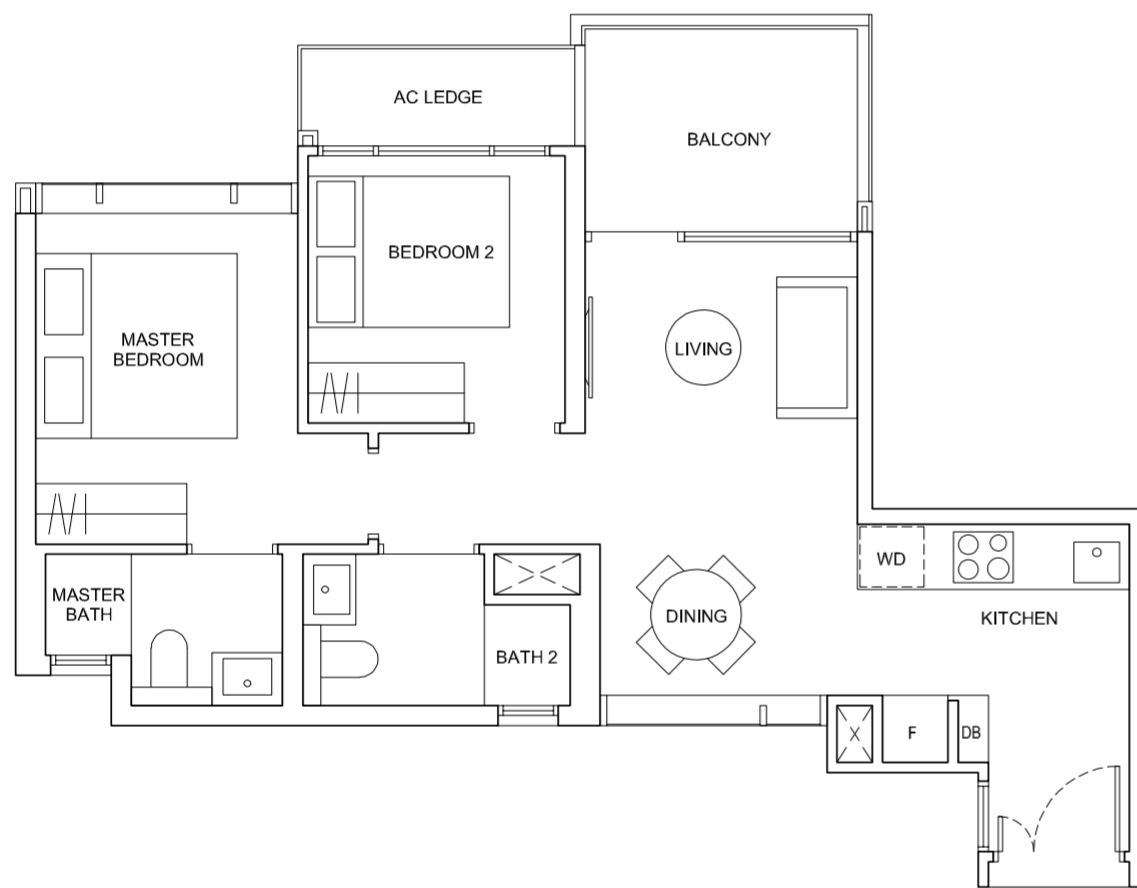 AC LEDGE
BALCONY
BEDROOM 2
MASTER
BEDROOM
LIVING
WD
MASTER
BATH
DINING
KITCHEN
BATH 2
F
DB